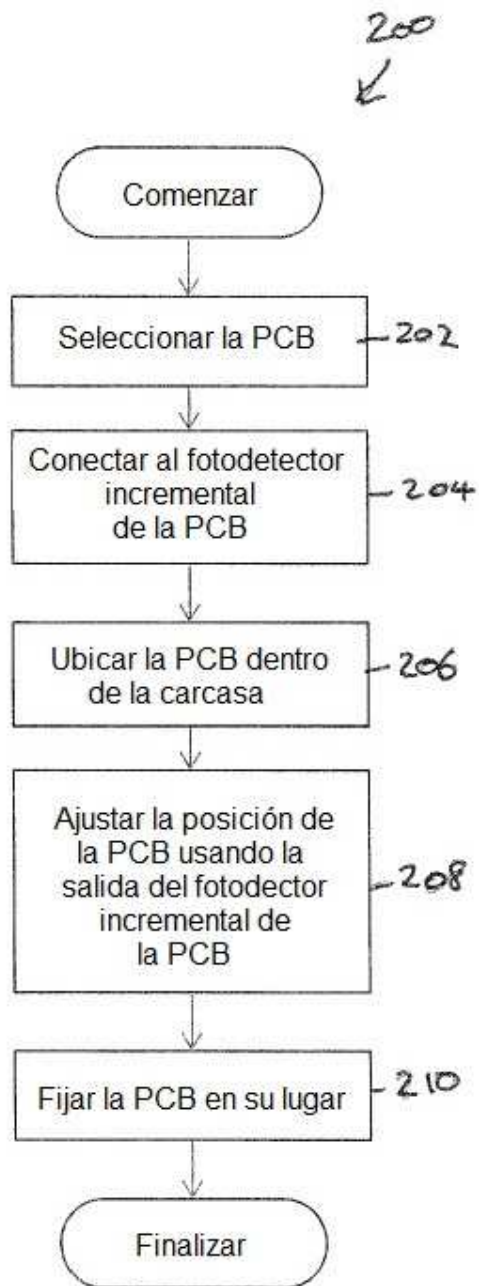 200
Comenzar
Seleccionar la PCB
202
Conectar al fotodetector
incremental
de la PCB
204
Ubicar la PCB dentro
de la carcasa
206
Ajustar la posición de
la PCB usando la
salida del fotodector
incremental de
la PCB
208
Fijar la PCB en su lugar
210
Finalizar